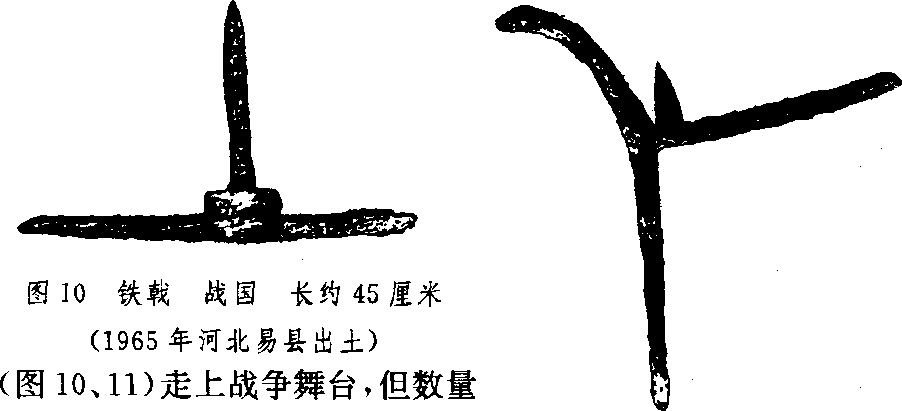 图10 铁戟 战国 长约45厘米
(1965年河北易县出土)
(图10、11)走上战争舞台,但数量